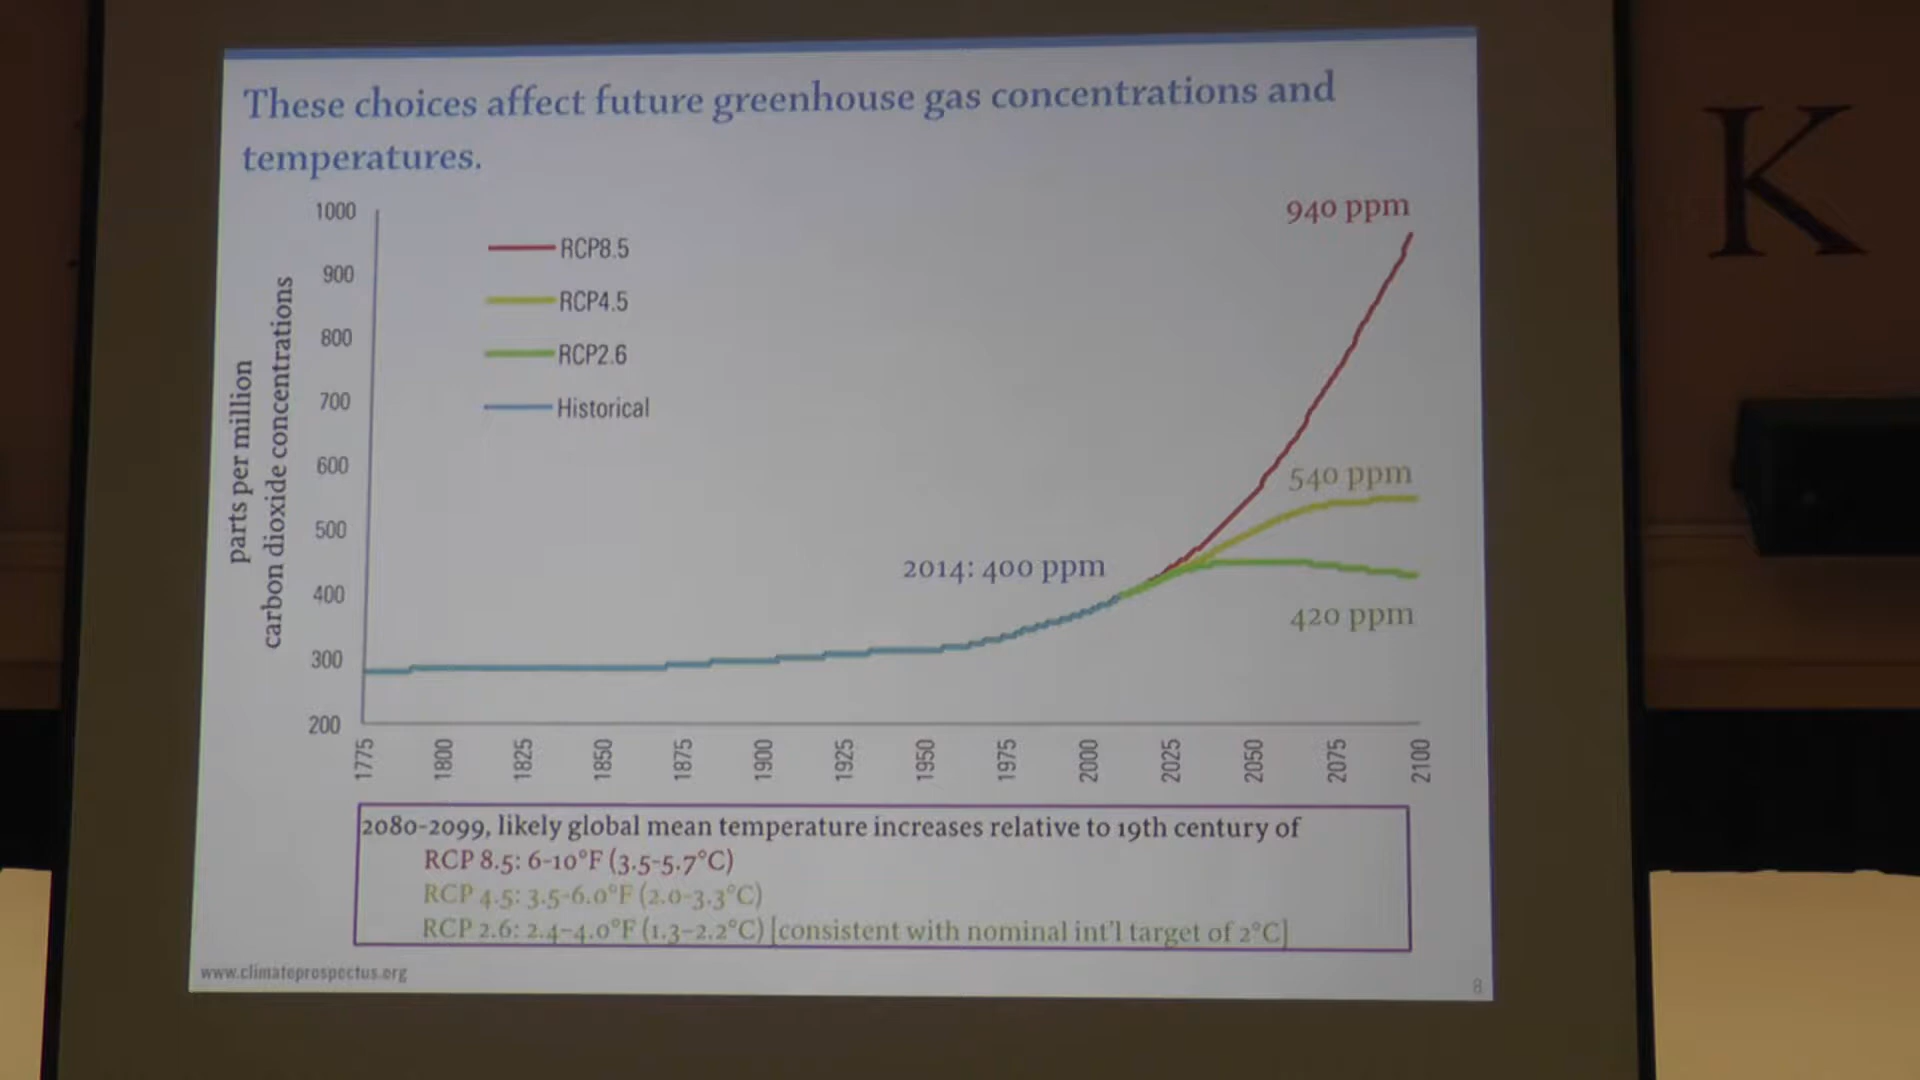 These choices affect future greenhouse gas concentrations and
temperatures.
K
parts per million
carbon dioxide concentrations
1000
900
800
700
600
500
400
300
200
RCP8.5
RCP4.5
RCP2.6
Historical
940 ppm
540 ppm
2014: 400 ppm
420 ppm
1775
1800
1825
1850
1875
1900
1925
1950
1975
2000
2025
2050
2075
2100
2080-2099, likely global mean temperature increases relative to 19th century of
RCP 8.5: 6-10°F (3.5-5.7°C)
RCP 4.5: 3.5-6.0°F (2.0-3.3°C)
RCP 2.6: 2.4–4.0°F (1.3–2.2°C) [consistent with nominal int'l target of 2°C]
www.climateprospectus.org
8